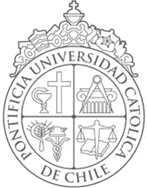 PONTIFICIA UNIVERSIDAD CATOLICA
DE CHILE